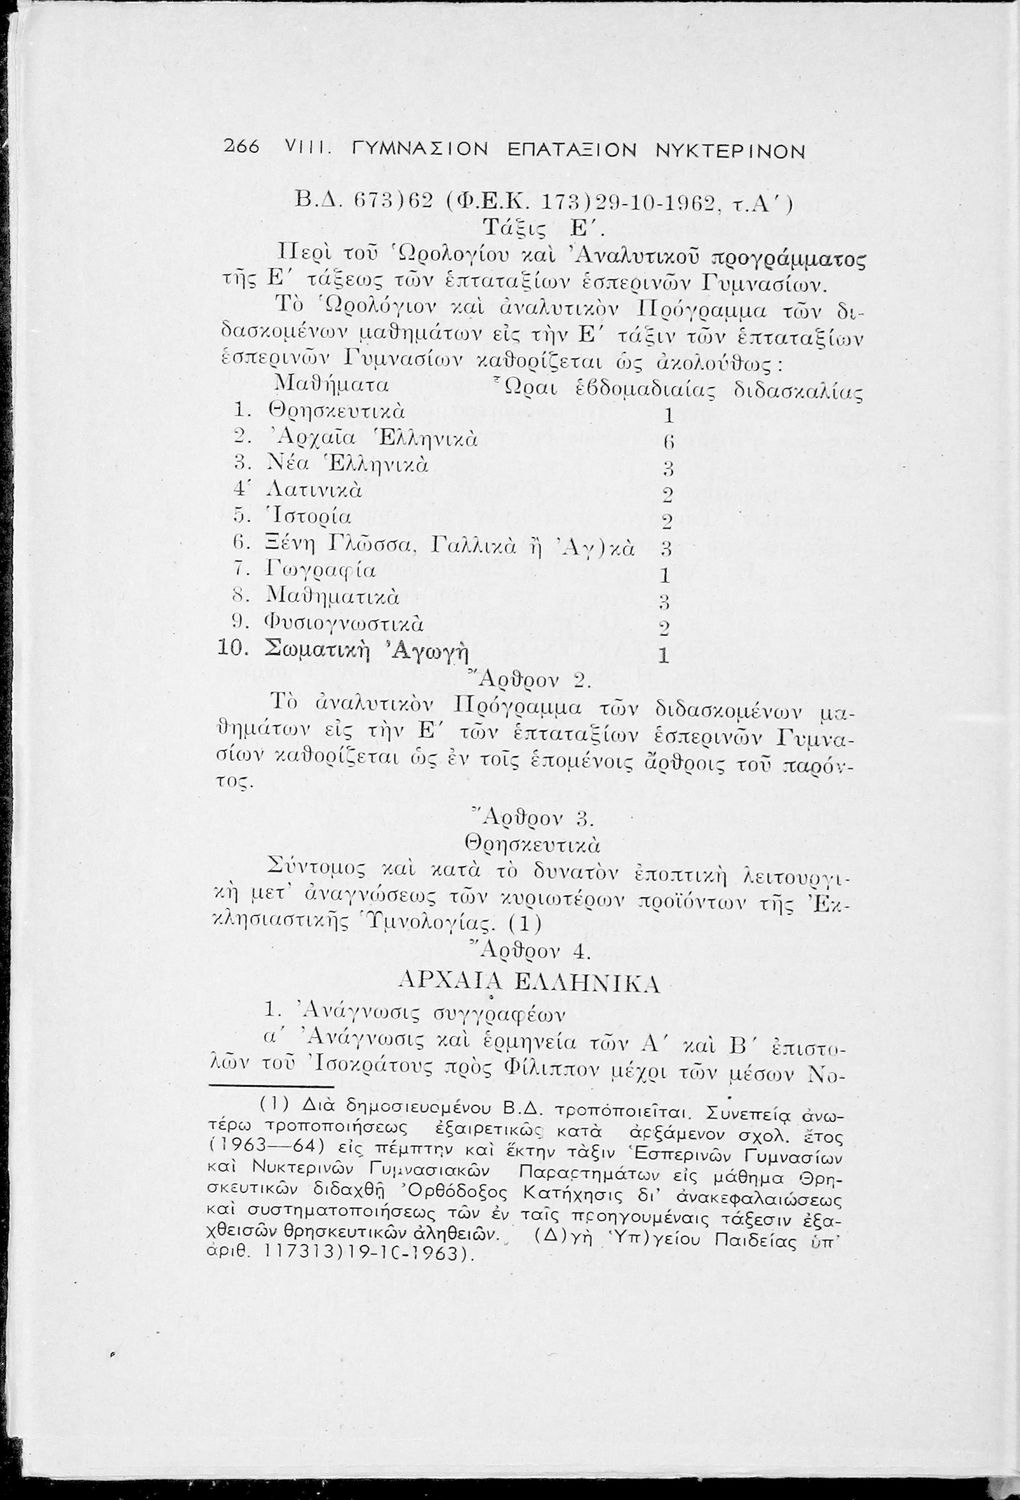 266 VIII. ΓΥΜΝΑΣΙΟΝ ΕΠΑΤΑΞΙΟΝ ΝΥΚΤΕΡΙΝΟΝ
Β.Δ. 673)62 (Φ.Ε.Κ. 173)29-10-1962, τ.Α΄)
Τάξις Ε΄.
Περὶ τοῦ Ὡρολογίου καὶ Ἀναλυτικοῦ προγράμματος
τῆς Ε΄ τάξεως τῶν ἑπταταξίων ἑσπερινῶν Γυμνασίων.
Τὸ Ὡρολόγιον καὶ ἀναλυτικὸν Πρόγραμμα τῶν δι-
δασκομένων μαθημάτων εἰς τὴν Ε΄ τάξιν τῶν ἑπταταξίων
ἑσπερινῶν Γυμνασίων καθορίζεται ὡς ἀκολούθως:
Μαθήματα Ὧραι ἑβδομαδιαίας διδασκαλίας
1. Θρησκευτικὰ 1
2. Ἀρχαῖα Ἑλληνικὰ 6
3. Νέα Ἑλληνικὰ 3
4' Λατινικὰ 2
5. Ἱστορία 2
6. Ξένη Γλῶσσα, Γαλλικὰ ἢ Ἀγ)κὰ 3
7. Γωγραφία 1
8. Μαθηματικὰ 3
9. Φυσιογνωστικὰ 2
10. Σωματικὴ Ἀγωγὴ 1
Ἄρθρον 2.
Τὸ ἀναλυτικὸν Πρόγραμμα τῶν διδασκομένων μα-
θημάτων εἰς τὴν Ε΄ τῶν ἑπταταξίων ἑσπερινῶν Γυμνα-
σίων καθορίζεται ὡς ἐν τοῖς ἑπομένοις ἄρθροις τοῦ παρόν-
τος.
Ἄρθρον 3.
Θρησκευτικὰ
Σύντομος καὶ κατὰ τὸ δυνατὸν ἐποπτικὴ λειτουργι-
κὴ μετ' ἀναγνώσεως τῶν κυριωτέρων προϊόντων τῆς Ἐκ-
κλησιαστικῆς Ὑμνολογίας. (1)
Ἄρθρον 4.
ΑΡΧΑΙΑ ΕΛΛΗΝΙΚΑ
1. Ἀνάγνωσις συγγραφέων
α΄ Ἀνάγνωσις καὶ ἑρμηνεία τῶν Α΄ καὶ Β΄ ἐπιστο-
λῶν τοῦ Ἰσοκράτους πρὸς Φίλιππον μέχρι τῶν μέσων Νο-
(1) Διὰ δημοσιευομένου Β.Δ. τροπόποιεῖται. Συνεπείᾳ ἀνω-
τέρω τροποποιήσεως ἐξαιρετικῶς κατὰ ἀρξάμενον σχολ. ἔτος
(1963—64) εἰς πέμπτην καὶ ἕκτην τὰξιν Ἑσπερινῶν Γυμνασίων
καὶ Νυκτερινῶν Γυμνασιακῶν Παραρτημάτων εἰς μάθημα Θρη-
σκευτικῶν διδαχθῇ Ὀρθόδοξος Κατήχησις δι' ἀνακεφαλαιώσεως
καὶ συστηματοποιήσεως τῶν ἐν ταῖς προηγουμέναις τάξεσιν ἐξα-
χθεισῶν θρησκευτικῶν ἀληθειῶν. (Δ)γὴ Ὑπ)γείου Παιδείας ὑπ'
ἀριθ. 117313)19-10-1963).